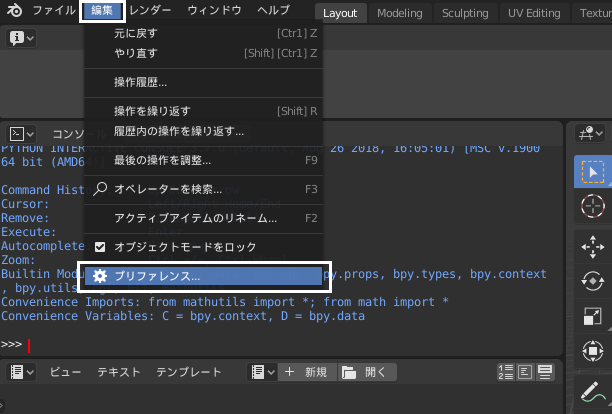 ファイル 編集 レンダー ウィンドウ ヘルプ Layout Modeling Sculpting UV Editing Textur
元に戻す [Ctrl] Z
やり直す [Shift] [Ctrl] Z
操作履歴...
操作を繰り返す [Shift] R
履歴内の操作を繰り返す...
コンソール
最後の操作を調整... F9
オペレーターを検索... F3
アクティブアイテムのリネーム... F2
オブジェクトモードをロック
プリファレンス...
PYTHON INTER 26 2018, 16:05:01) [MSC v.1900
64 bit (AMD6
Command Hist
Cursor:
Remove:
Execute:
Autocomplete
Zoom:
Builtin Modu py.props, bpy.types, bpy.context
, bpy.utils
Convenience Imports: from mathutils import *; from math import *
Convenience Variables: C = bpy.context, D = bpy.data
>>>
ビュー テキスト テンプレート 新規 開く